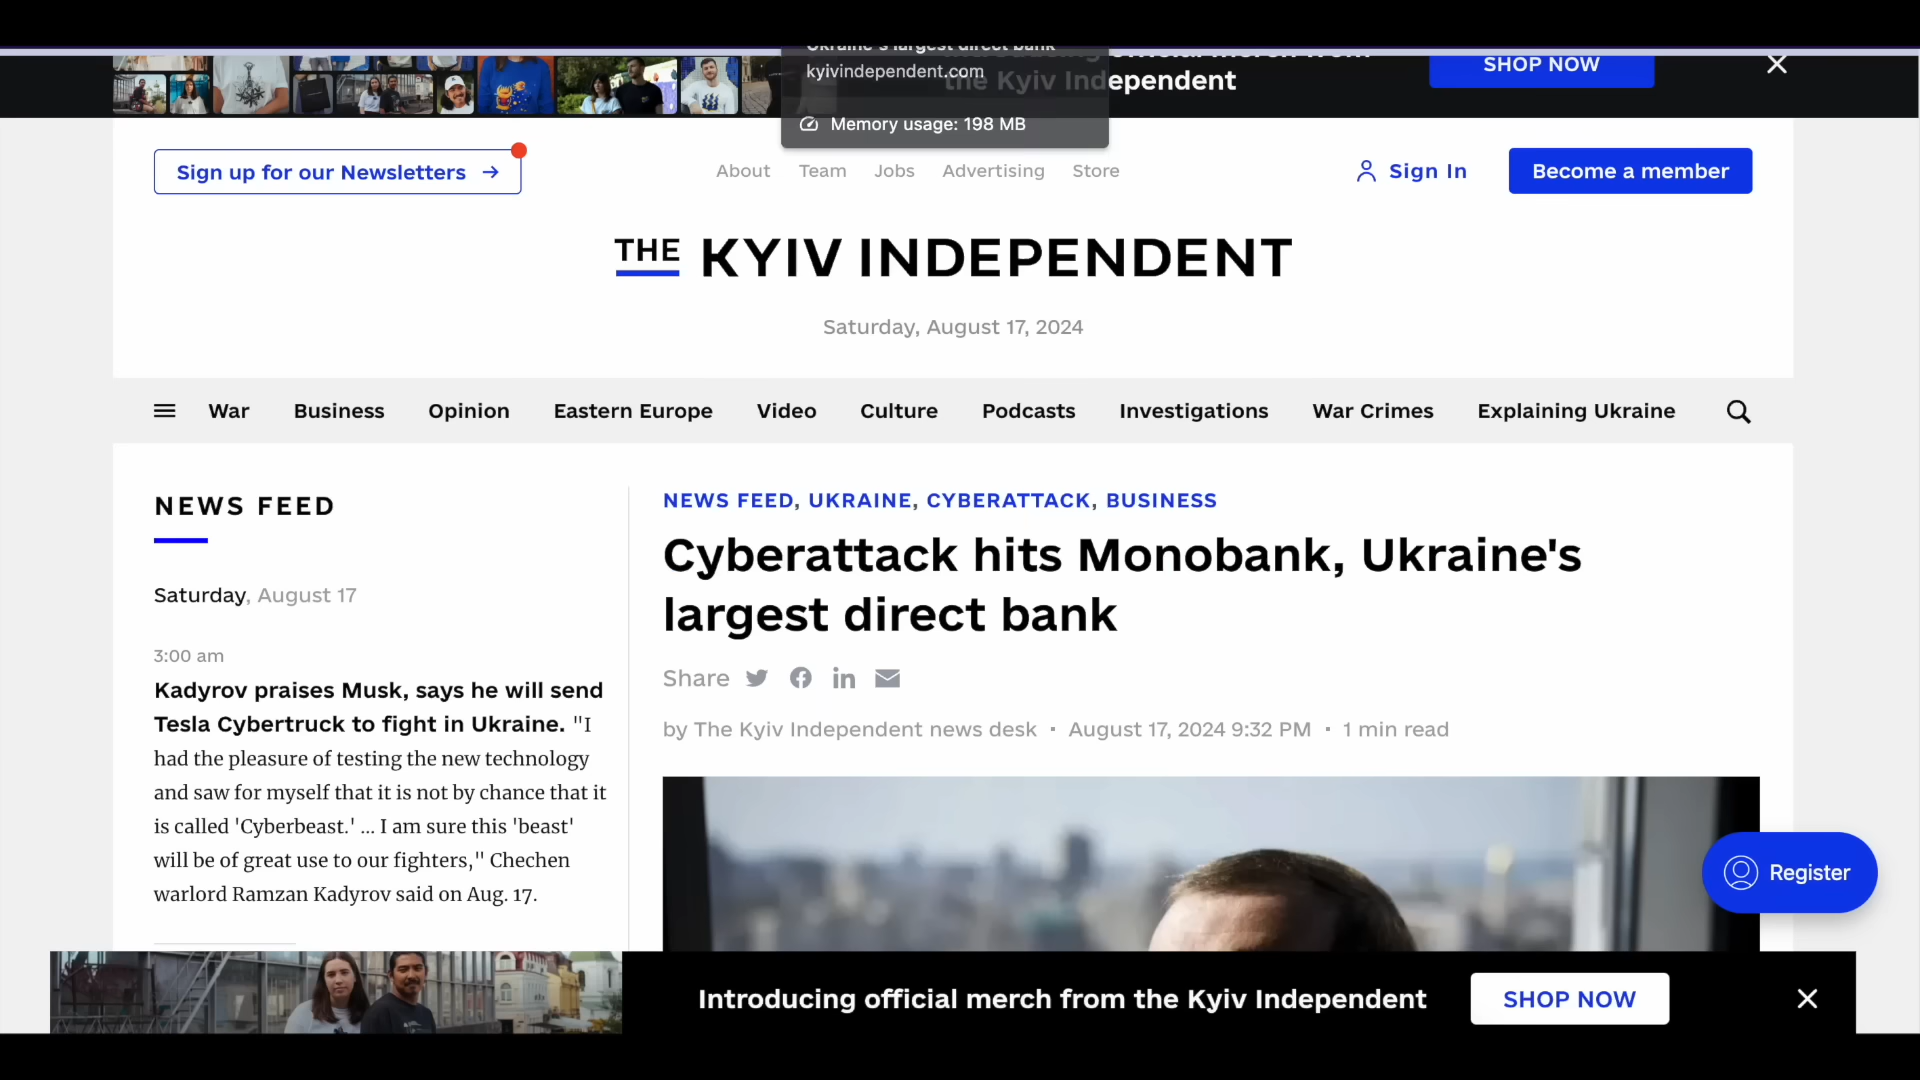 Ukraine's largest direct bank
kyivindependent.com
the Kyiv Independent
Memory usage: 198 MB
SHOP NOW
Sign up for our Newsletters
About Team Jobs Advertising Store
Sign In
Become a member
THE KYIV INDEPENDENT
Saturday, August 17, 2024
War Business Opinion Eastern Europe Video Culture Podcasts Investigations War Crimes Explaining Ukraine
NEWS FEED
Saturday, August 17
3:00 am
Kadyrov praises Musk, says he will send
Tesla Cybertruck to fight in Ukraine. "I
had the pleasure of testing the new technology
and saw for myself that it is not by chance that it
is called 'Cyberbeast.' ... I am sure this 'beast'
will be of great use to our fighters," Chechen
warlord Ramzan Kadyrov said on Aug. 17.
NEWS FEED, UKRAINE, CYBERATTACK, BUSINESS
Cyberattack hits Monobank, Ukraine's
largest direct bank
Share
by The Kyiv Independent news desk · August 17, 2024 9:32 PM · 1 min read
Register
Introducing official merch from the Kyiv Independent
SHOP NOW